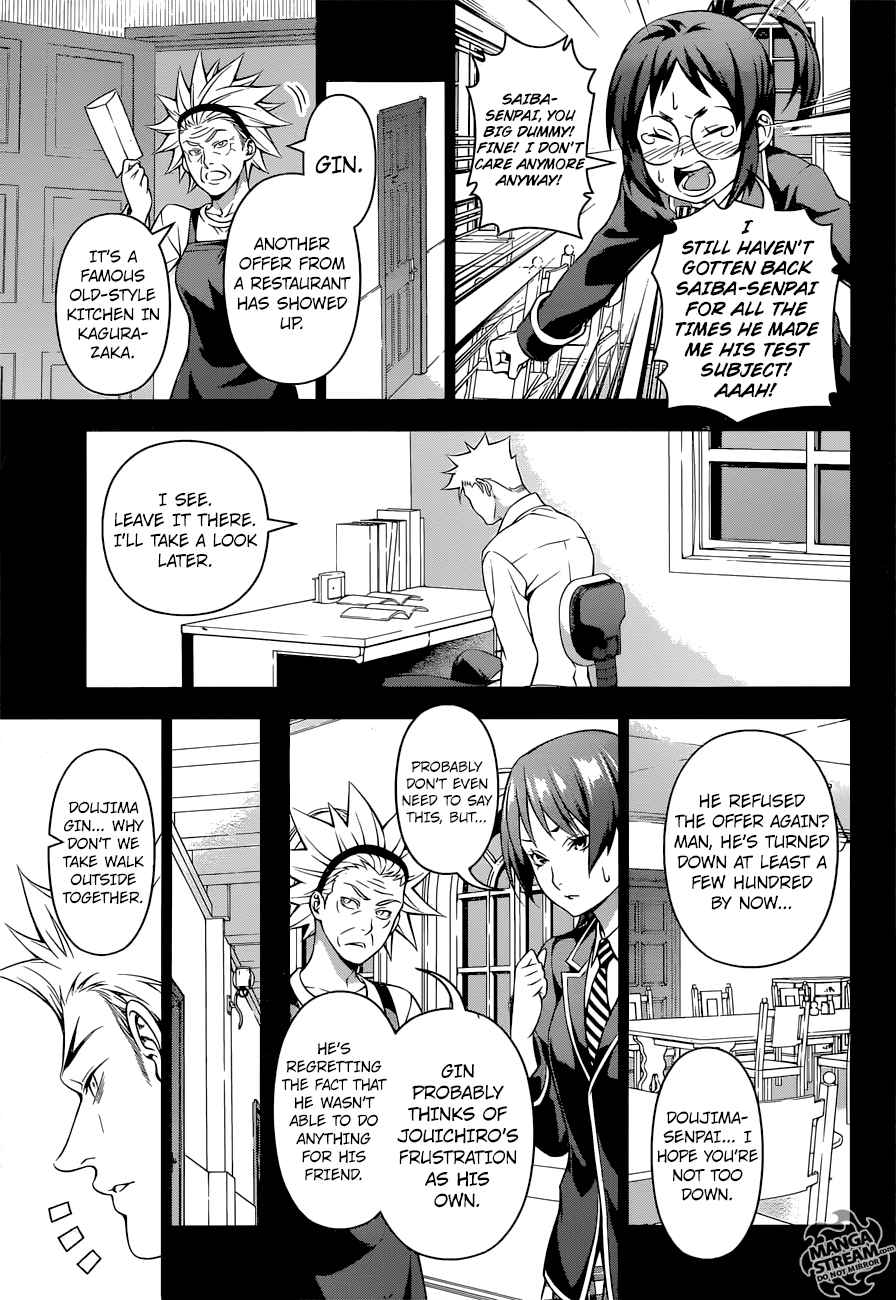 SAIBA-
SENPAI, YOU
BIG DUMMY!
FINE! I DON'T
CARE ANYMORE
ANYWAY!
I
STILL HAVEN'T
GOTTEN BACK
SAIBA-SENPAI
FOR ALL THE
TIMES HE MADE
ME HIS TEST
SUBJECT!
AAAH!
GIN.
ANOTHER
OFFER FROM
A RESTAURANT
HAS SHOWED
UP.
IT'S A
FAMOUS
OLD-STYLE
KITCHEN IN
KAGURA-
ZAKA.
I SEE.
LEAVE IT THERE.
I'LL TAKE A LOOK
LATER.
HE REFUSED
THE OFFER AGAIN?
MAN, HE'S TURNED
DOWN AT LEAST A
FEW HUNDRED
BY NOW...
DOUJIMA-
SENPAI... I
HOPE YOU'RE
NOT TOO
DOWN.
PROBABLY
DON'T EVEN
NEED TO SAY
THIS, BUT...
GIN
PROBABLY
THINKS OF
JOUICHIRO'S
FRUSTRATION
AS HIS
OWN.
HE'S
REGRETTING
THE FACT THAT
HE WASN'T
ABLE TO DO
ANYTHING
FOR HIS
FRIEND.
DOUJIMA
GIN... WHY
DON'T WE
TAKE WALK
OUTSIDE
TOGETHER.
MANGA
STREAM.com
DO NOT MIRROR!